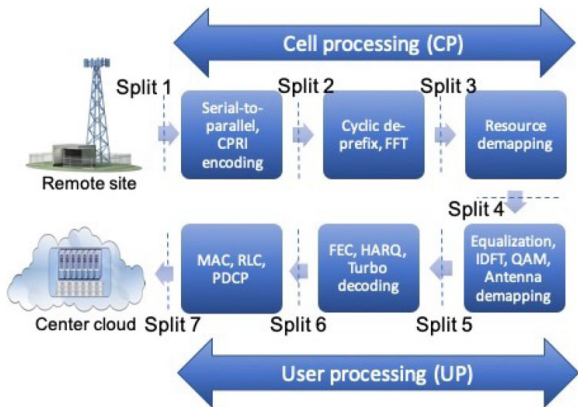 Cell processing (CP)
Split 1
Split 2
Split 3
Serial-to-
parallel,
CPRI
encoding
Cyclic de-
prefix, FFT
Resource
demapping
Remote site
Split 4
MAC, RLC,
PDCP
FEC, HARQ,
Turbo
decoding
Equalization,
IDFT, QAM,
Antenna
demapping
Center cloud
Split 7
Split 6
Split 5
User processing (UP)